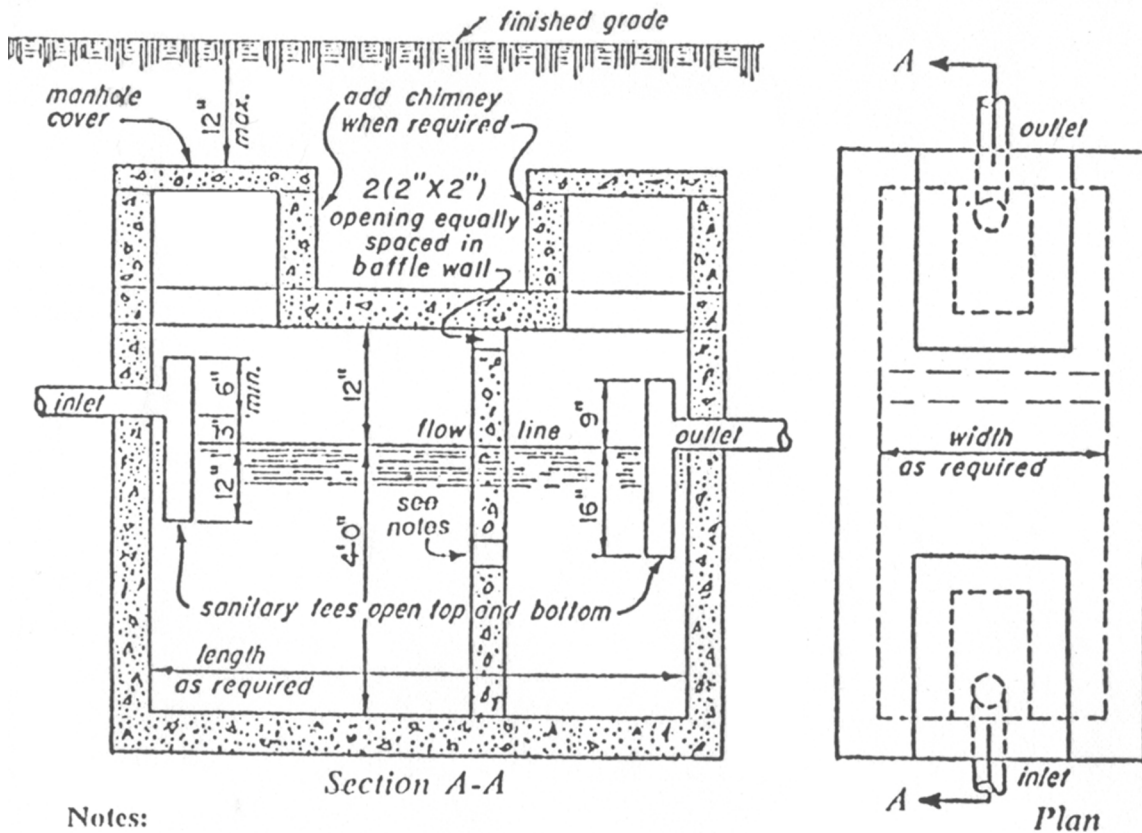 finished grade
manhole
cover
12"
max.
add chimney
when required
2(2"X2")
opening equally
spaced in
baffle wall
inlet
6"
min.
3"
12"
12"
4'-0"
flow line
see
notes
9"
16"
outlet
sanitary tees open top and bottom
length
as required
Section A-A
Notes:
A
outlet
width
as required
A
inlet
Plan